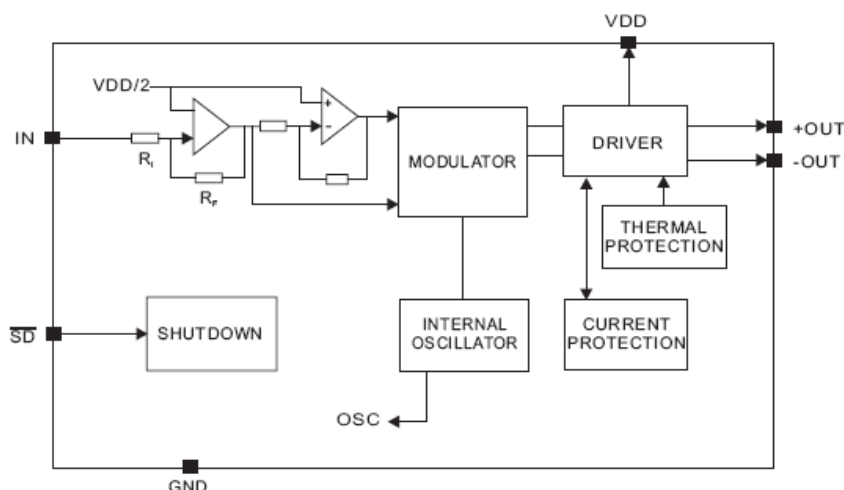 VDD
VDD/2
+
-
IN
R_I
R_F
MODULATOR
DRIVER
+OUT
-OUT
THERMAL
PROTECTION
SD
SHUTDOWN
INTERNAL
OSCILLATOR
CURRENT
PROTECTION
OSC
GND